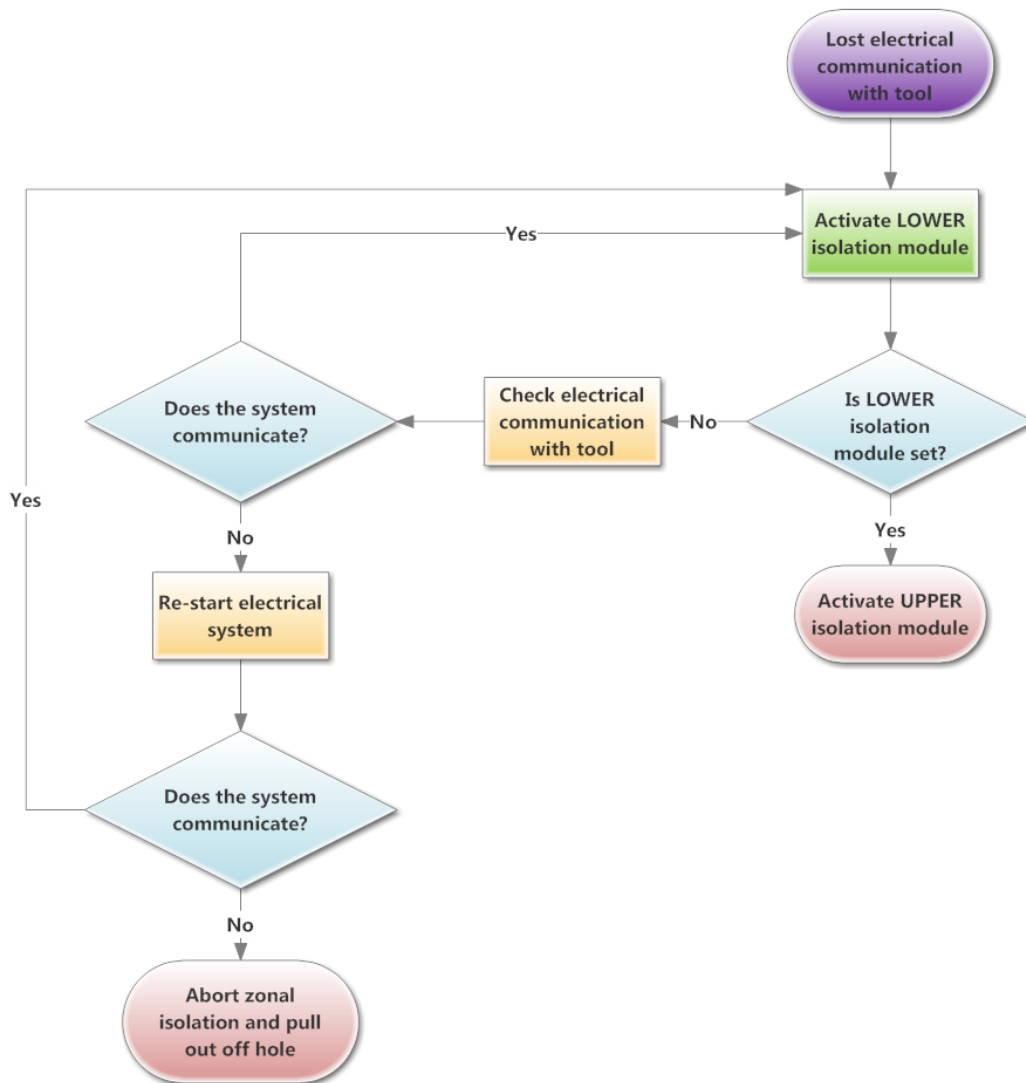 Lost electrical
communication
with tool
Activate LOWER
isolation module
Yes
Is LOWER
isolation
module set?
No
Check electrical
communication
with tool
Does the system
communicate?
Yes
Yes
Activate UPPER
isolation module
No
Re-start electrical
system
Does the system
communicate?
No
Abort zonal
isolation and pull
out off hole